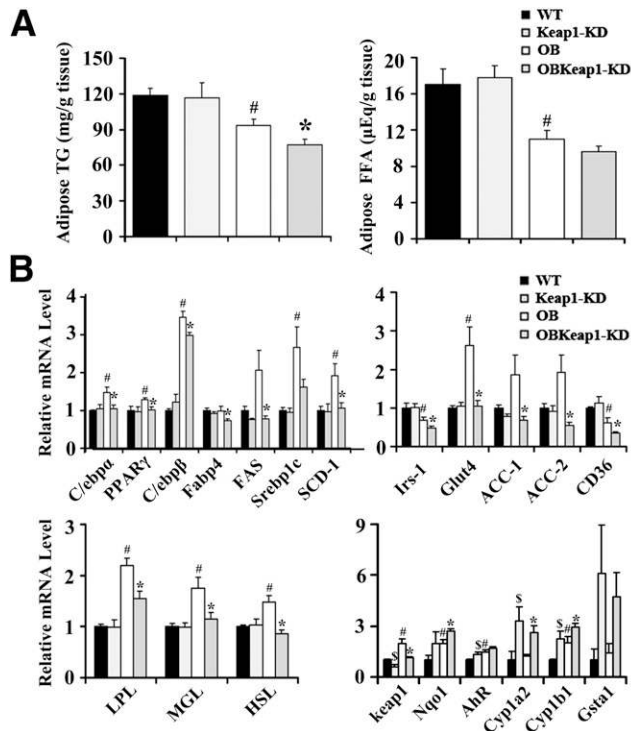 A
Adipose TG (mg/g tissue)
150
120
90
60
30
0
#
*
Adipose FFA (µEq/g tissue)
20
16
12
8
4
0
#
WT
Keap1-KD
OB
OBKeap1-KD
B
Relative mRNA Level
4
3
2
1
0
# * # * # * * * # # *
C/ebpα PPARγ C/ebpβ Fabp4 FAS Srebp1c SCD-1
4
3
2
1
0
# * # * * * # *
WT
Keap1-KD
OB
OBKeap1-KD
Irs-1 Glut4 ACC-1 ACC-2 CD36
Relative mRNA Level
3
2
1
0
# * # * # *
LPL MGL HSL
9
6
3
0
$ # * # * $ # $ * $ # *
keap1 Nqo1 AhR Cyp1a2 Cyp1b1 Gsta1